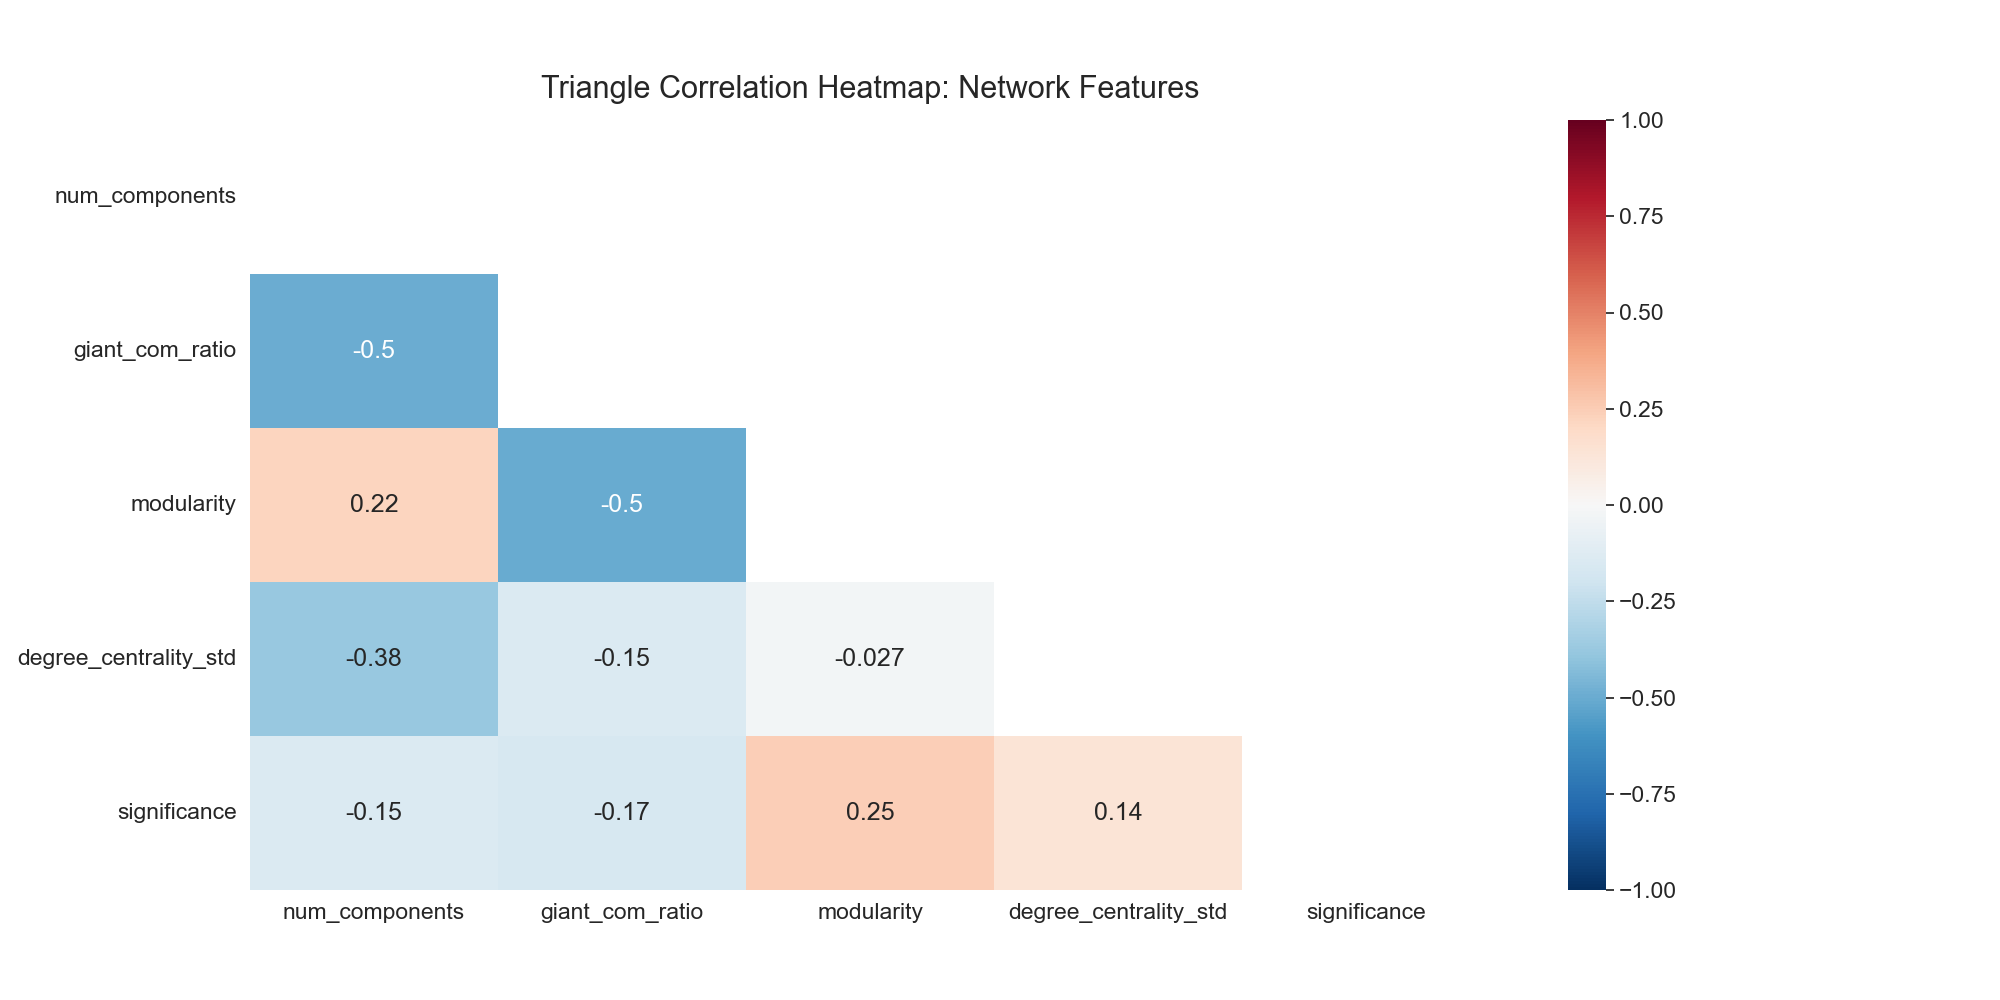 Triangle Correlation Heatmap: Network Features
num_components
giant_com_ratio
-0.5
modularity
0.22
-0.5
degree_centrality_std
-0.38
-0.15
-0.027
significance
-0.15
-0.17
0.25
0.14
num_components
giant_com_ratio
modularity
degree_centrality_std
significance
1.00
0.75
0.50
0.25
0.00
−0.25
−0.50
−0.75
−1.00